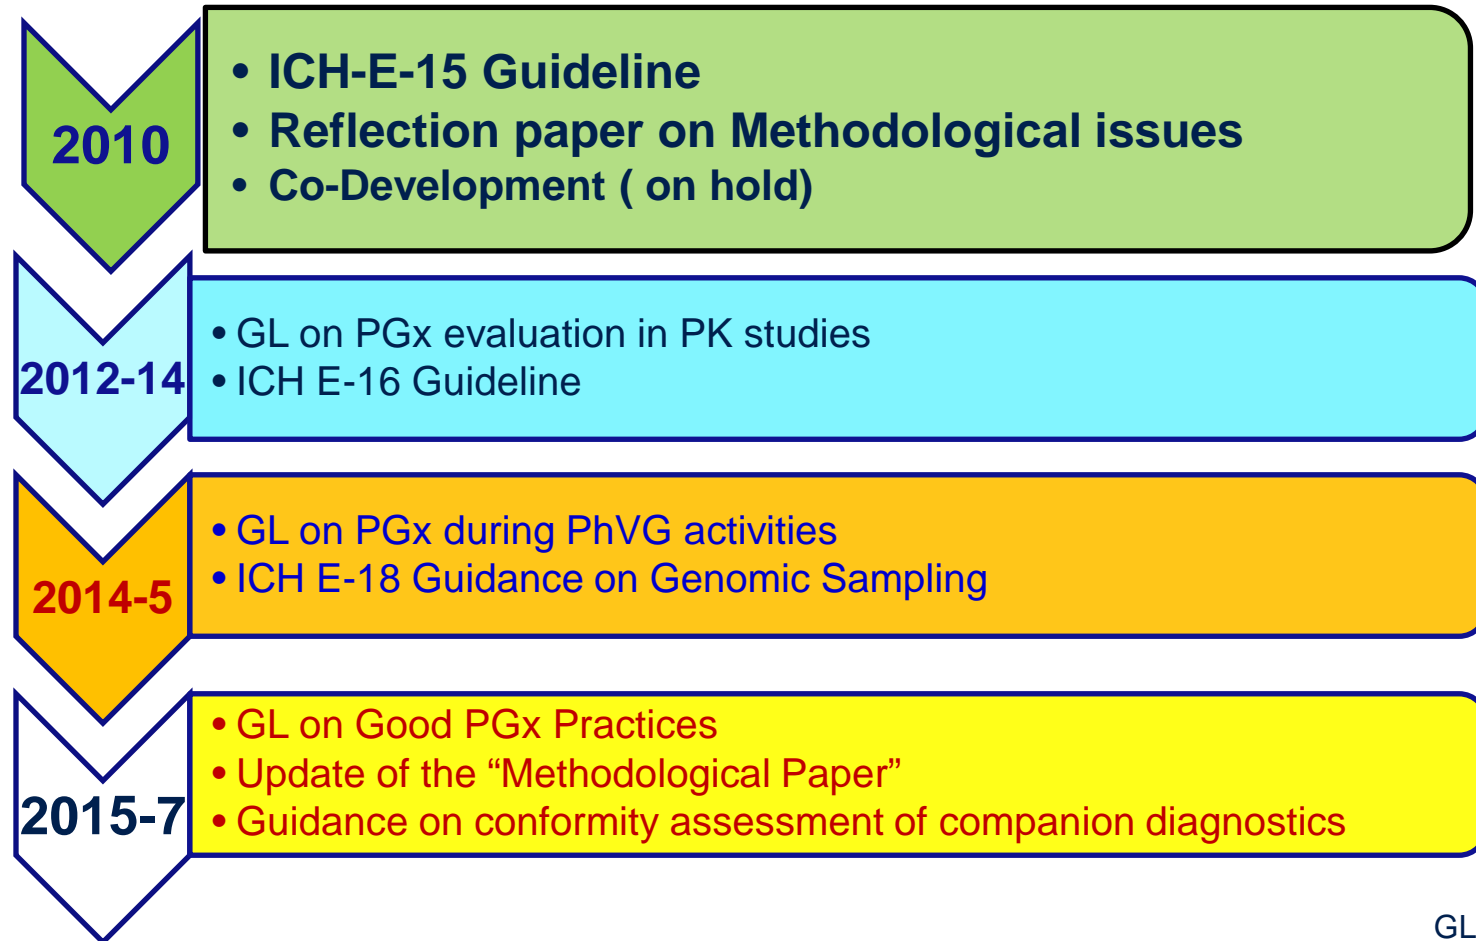 2010
• ICH-E-15 Guideline
• Reflection paper on Methodological issues
• Co-Development ( on hold)
2012-14
• GL on PGx evaluation in PK studies
• ICH E-16 Guideline
2014-5
• GL on PGx during PhVG activities
• ICH E-18 Guidance on Genomic Sampling
2015-7
• GL on Good PGx Practices
• Update of the “Methodological Paper”
• Guidance on conformity assessment of companion diagnostics
GL